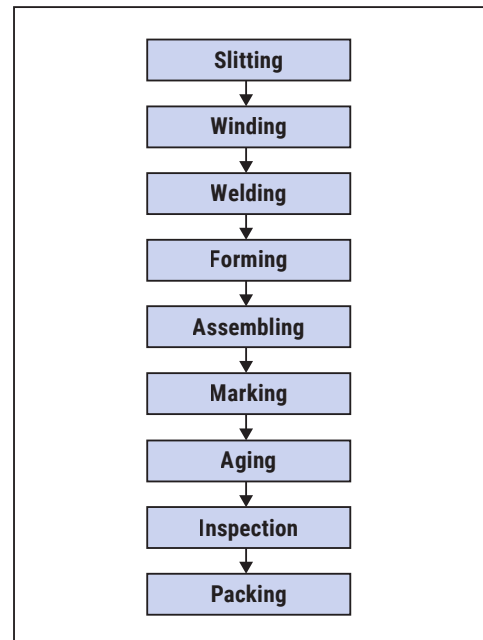 Slitting
Winding
Welding
Forming
Assembling
Marking
Aging
Inspection
Packing